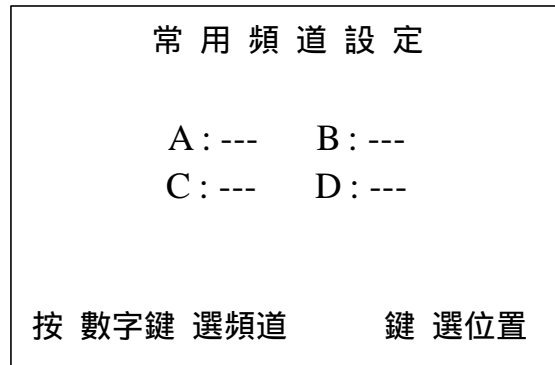 常 用 頻 道 設 定
A : --- B : ---
C : --- D : ---
按 數字鍵 選頻道 鍵 選位置